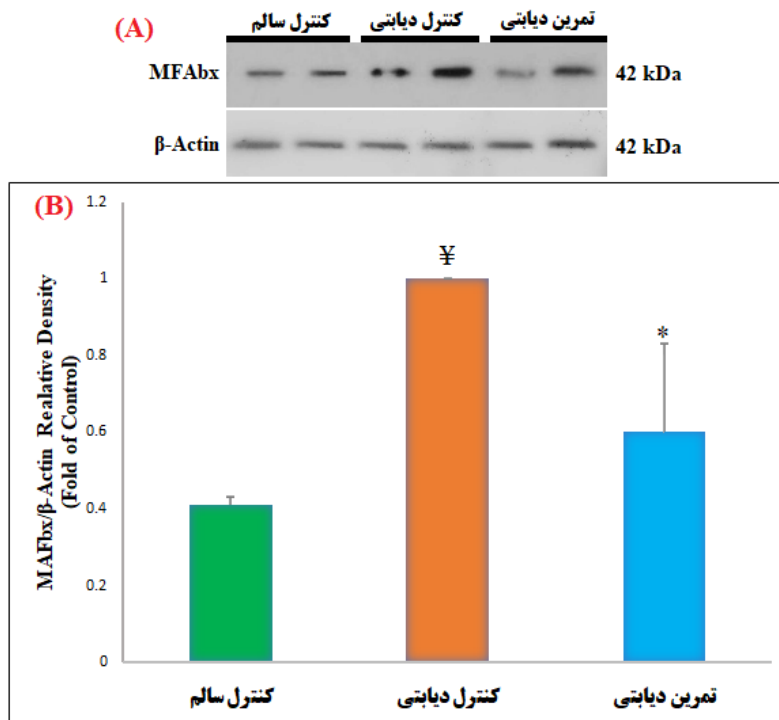 (A)
کنترل سالم کنترل دیابتی تمرین دیابتی
MFAbx 42 kDa
β-Actin 42 kDa
(B)
MAFbx/β-Actin Realative Density
(Fold of Control)
1.2
1
0.8
0.6
0.4
0.2
0
¥
*
کنترل سالم کنترل دیابتی تمرین دیابتی